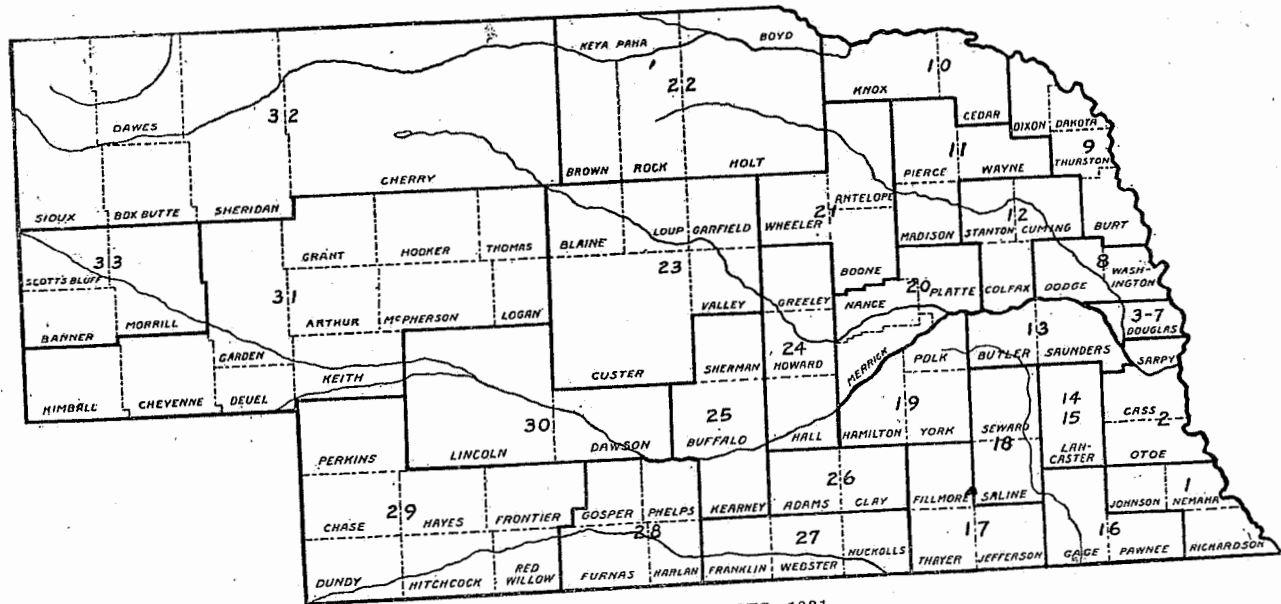 KEYA PAHA
BOYD
22
10
KNOX
CEDAR
DIXON
DAKOTA
32
DAWES
SIOUX
BOX BUTTE
SHERIDAN
CHERRY
BROWN
ROCK
HOLT
ANTELOPE
PIERCE
11
WAYNE
9
THURSTON
33
SCOTTS BLUFF
BANNER
MORRILL
GRANT
HOOKER
THOMAS
BLAINE
LOUP
GARFIELD
WHEELER
21
BOONE
MADISON
STANTON
12
CUMING
BURT
31
ARTHUR
McPHERSON
LOGAN
23
CUSTER
VALLEY
GREELEY
NANCE
20
PLATTE
COLFAX
DODGE
8
WASH-
INGTON
3-7
DOUGLAS
SARPY
KIMBALL
CHEYENNE
GARDEN
DEUEL
KEITH
SHERMAN
24
HOWARD
MERRICK
POLK
BUTLER
13
SAUNDERS
PERKINS
LINCOLN
30
DAWSON
25
BUFFALO
HALL
HAMILTON
19
YORK
SEWARD
18
14
15
LAN-
CASTER
CASS
2
OTOE
CHASE
29
HAYES
FRONTIER
GOSPER
PHELPS
KEARNEY
ADAMS
26
CLAY
FILLMORE
SALINE
JOHNSON
1
NEMAHA
DUNDY
HITCHCOCK
RED
WILLOW
FURNAS
28
HARLAN
FRANKLIN
27
WEBSTER
NUCKOLLS
THAYER
17
JEFFERSON
GAGE
16
PAWNEE
RICHARDSON